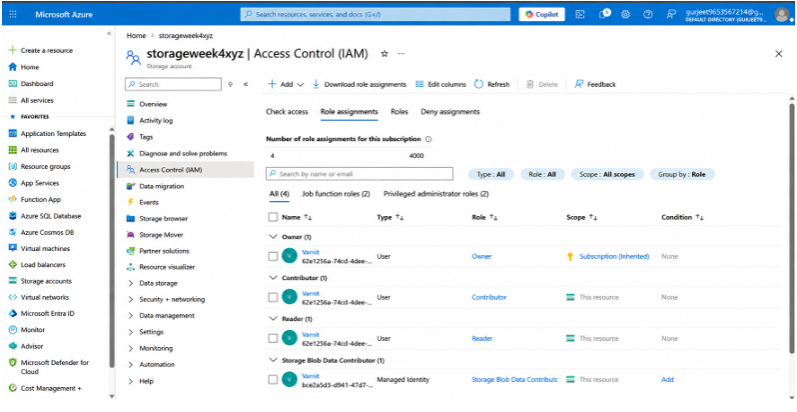 Microsoft Azure
Search resources, services, and docs (G+/)
Copilot
gurjeet9653567214@g...
DEFAULT DIRECTORY (GURJEET9...
Create a resource
Home
Dashboard
All services
FAVORITES
Application Templates
All resources
Resource groups
App Services
Function App
Azure SQL Database
Azure Cosmos DB
Virtual machines
Load balancers
Storage accounts
Virtual networks
Microsoft Entra ID
Monitor
Advisor
Microsoft Defender for
Cloud
Cost Management +
Home > storageweek4xyz
storageweek4xyz | Access Control (IAM)
Storage account
Search
Overview
Activity log
Tags
Diagnose and solve problems
Access Control (IAM)
Data migration
Events
Storage browser
Storage Mover
Partner solutions
Resource visualizer
Data storage
Security + networking
Data management
Settings
Monitoring
Automation
Help
Add
Download role assignments
Edit columns
Refresh
Delete
Feedback
Check access Role assignments Roles Deny assignments
Number of role assignments for this subscription
4 4000
Search by name or email
Type : All
Role : All
Scope : All scopes
Group by : Role
All (4) Job function roles (2) Privileged administrator roles (2)
Name Type Role Scope Condition
Owner (1)
Varnit
62e1256a-74cd-4dee-... User Owner Subscription (Inherited) None
Contributor (1)
Varnit
62e1256a-74cd-4dee-... User Contributor This resource None
Reader (1)
Varnit
62e1256a-74cd-4dee-... User Reader This resource None
Storage Blob Data Contributor (1)
Varnit
bce2a5d3-d941-47d7-... Managed Identity Storage Blob Data Contributc This resource Add